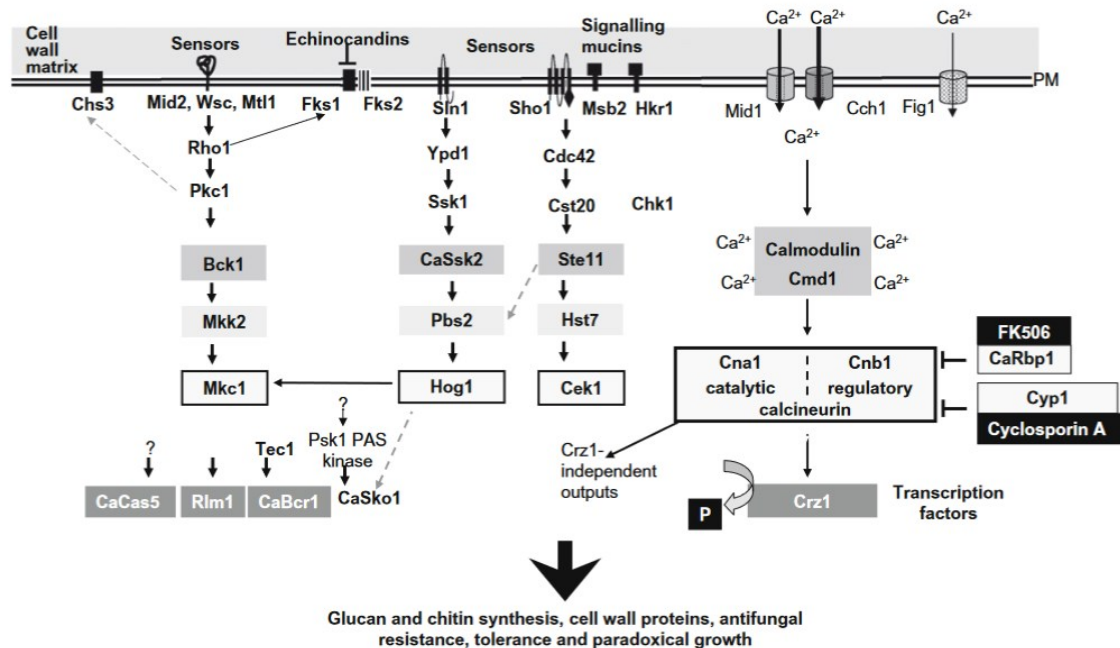 Cell
wall
matrix
Sensors
Echinocandins
Sensors
Signalling
mucins
Ca²⁺
Ca²⁺
Ca²⁺
PM
Chs3
Mid2, Wsc, Mtl1
Fks1
Fks2
Sln1
Sho1
Msb2
Hkr1
Mid1
Cch1
Fig1
Rho1
Ypd1
Cdc42
Ca²⁺
Pkc1
Ssk1
Cst20
Chk1
Bck1
CaSsk2
Ste11
Ca²⁺
Calmodulin
Ca²⁺
Ca²⁺
Cmd1
Ca²⁺
Mkk2
Pbs2
Hst7
FK506
CaRbp1
Mkc1
Hog1
Cek1
Cna1
Cnb1
catalytic
regulatory
calcineurin
Cyp1
Cyclosporin A
?
?
Tec1
Psk1 PAS
kinase
Crz1-
independent
outputs
CaCas5
Rlm1
CaBcr1
CaSko1
P
Crz1
Transcription
factors
Glucan and chitin synthesis, cell wall proteins, antifungal
resistance, tolerance and paradoxical growth